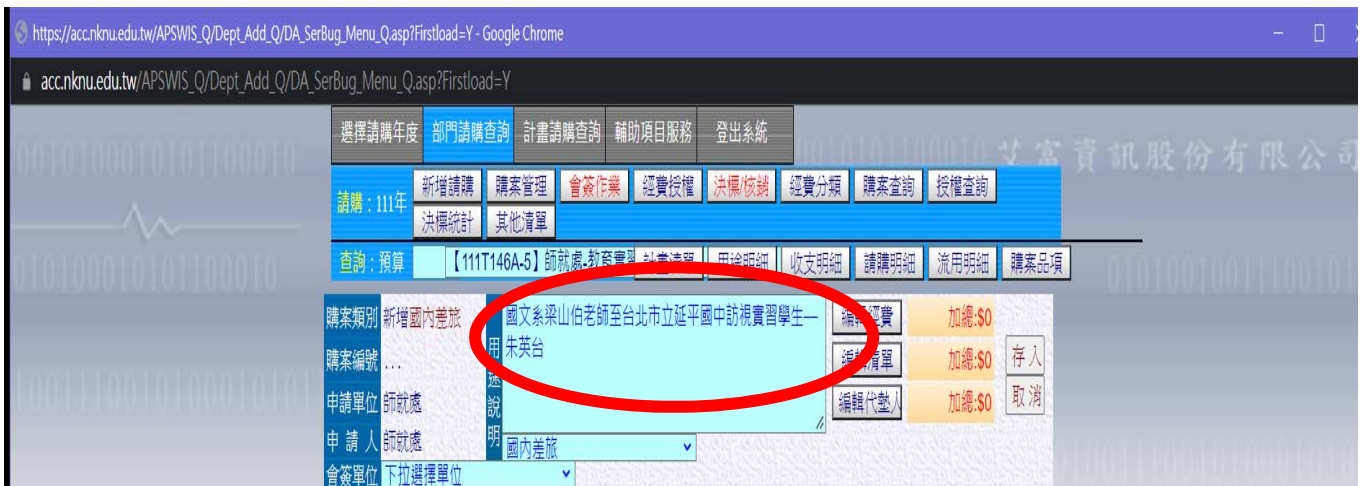 https://acc.nknu.edu.tw/APSWIS_Q/Dept_Add_Q/DA_SerBug_Menu_Q.asp?Firstload=Y - Google Chrome
acc.nknu.edu.tw/APSWIS_Q/Dept_Add_Q/DA_SerBug_Menu_Q.asp?Firstload=Y
選擇請購年度 部門請購查詢 計畫請購查詢 輔助項目服務 登出系統
艾富資訊股份有限公司
請購：111年 新增請購 購案管理 會簽作業 經費授權 決標/核銷 經費分類 購案查詢 授權查詢
決標統計 其他清單
查詢：預算 【111T146A-5】師就處-教育實習 計畫清單 用途明細 收支明細 請購明細 流用明細 購案品項
購案類別 新增國內差旅 用途說明 國文系梁山伯老師至台北市立延平國中訪視實習學生—朱英台 編輯經費 加總:$0
購案編號 ... 編輯清單 加總:$0 存入
申請單位 師就處 編輯代墊人 加總:$0 取消
申請人 師就處 國內差旅
會簽單位 下拉選擇單位